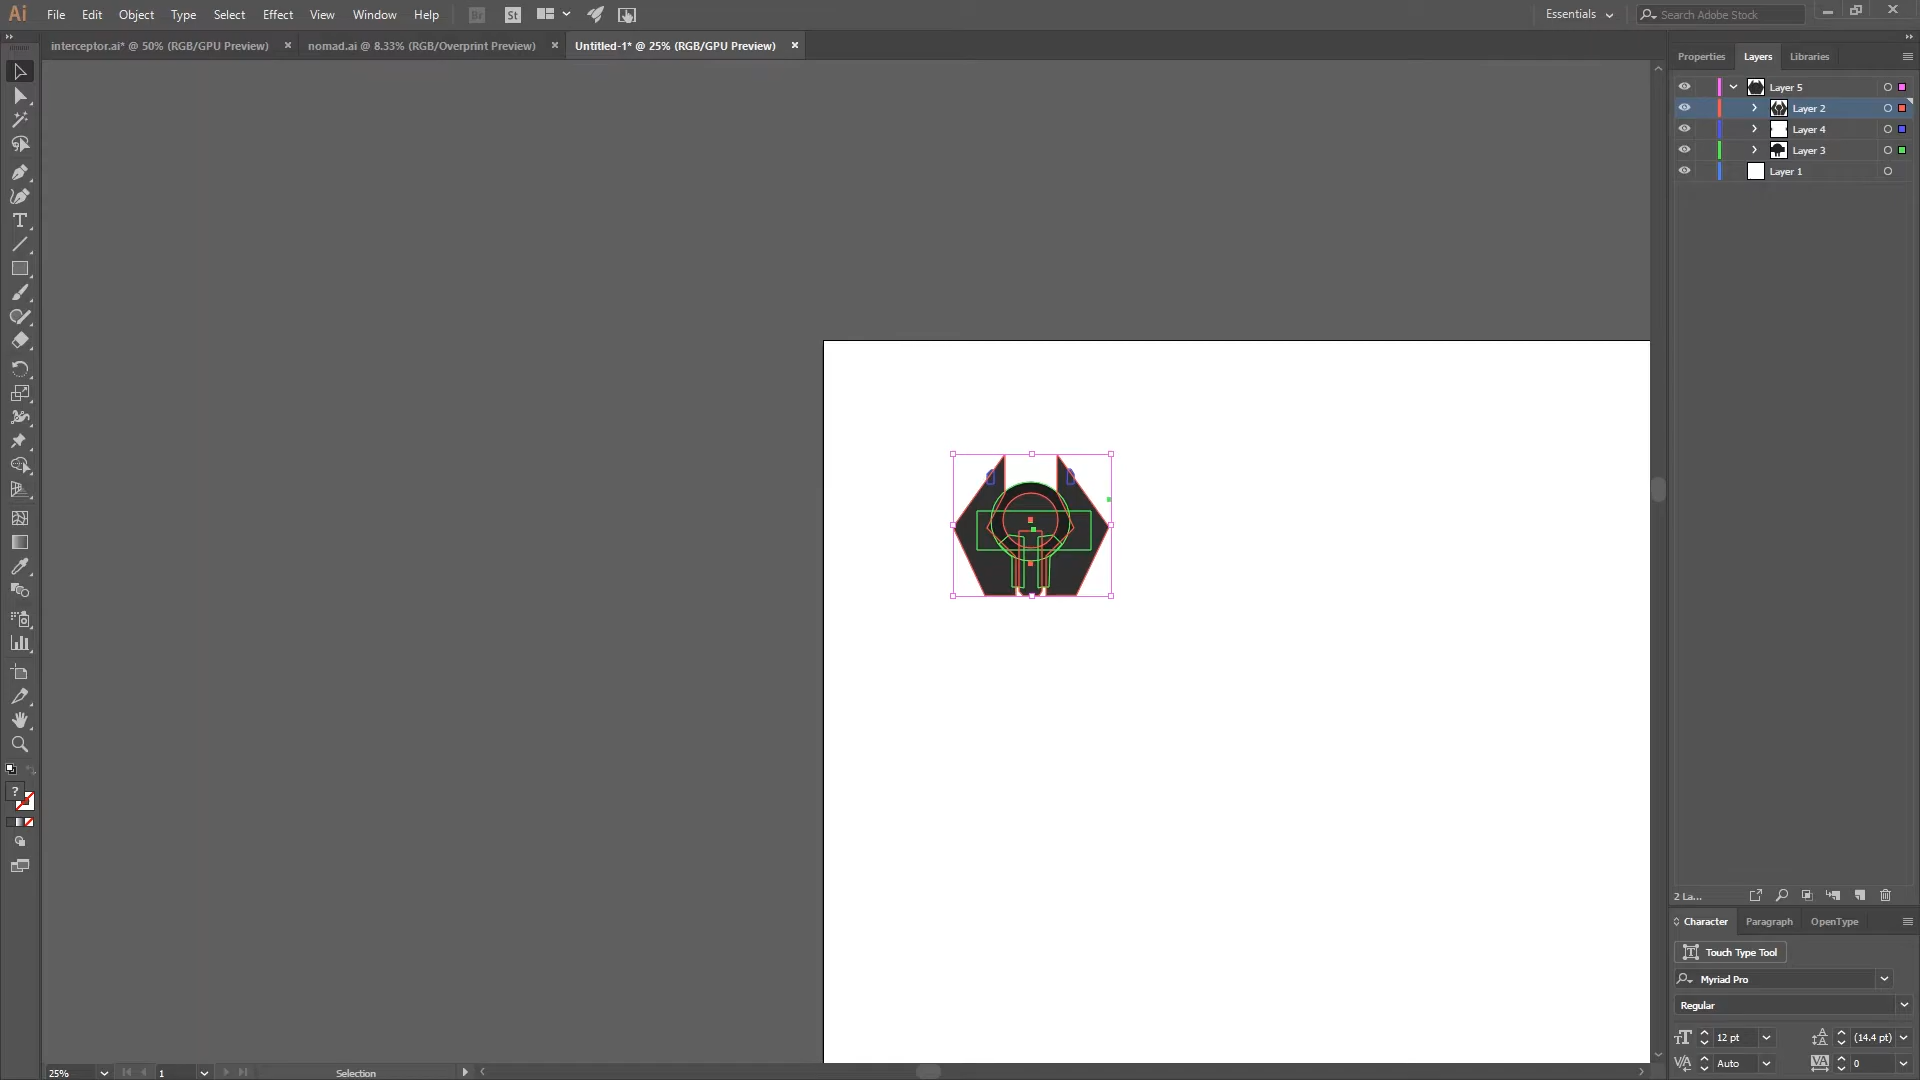 Ai File Edit Object Type Select Effect View Window Help Br St Essentials Search Adobe Stock
interceptor.ai* @ 50% (RGB/GPU Preview) nomad.ai @ 8.33% (RGB/Overprint Preview) Untitled-1* @ 25% (RGB/GPU Preview)
Properties Layers Libraries
Layer 5
Layer 2
Layer 4
Layer 3
Layer 1
2 La...
Character Paragraph OpenType
Touch Type Tool
Myriad Pro
Regular
12 pt (14.4 pt)
Auto 0
25% 1 Selection